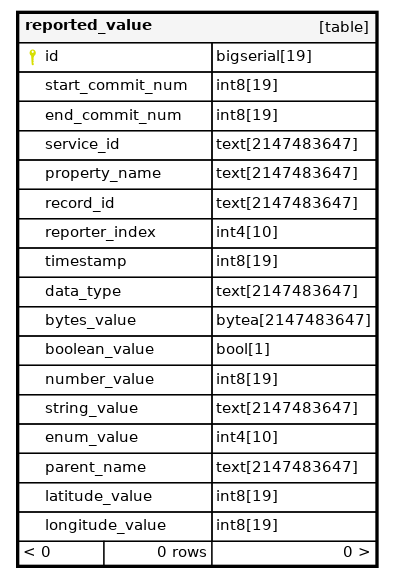 reported_value [table]
id bigserial[19]
start_commit_num int8[19]
end_commit_num int8[19]
service_id text[2147483647]
property_name text[2147483647]
record_id text[2147483647]
reporter_index int4[10]
timestamp int8[19]
data_type text[2147483647]
bytes_value bytea[2147483647]
boolean_value bool[1]
number_value int8[19]
string_value text[2147483647]
enum_value int4[10]
parent_name text[2147483647]
latitude_value int8[19]
longitude_value int8[19]
< 0 0 rows 0 >